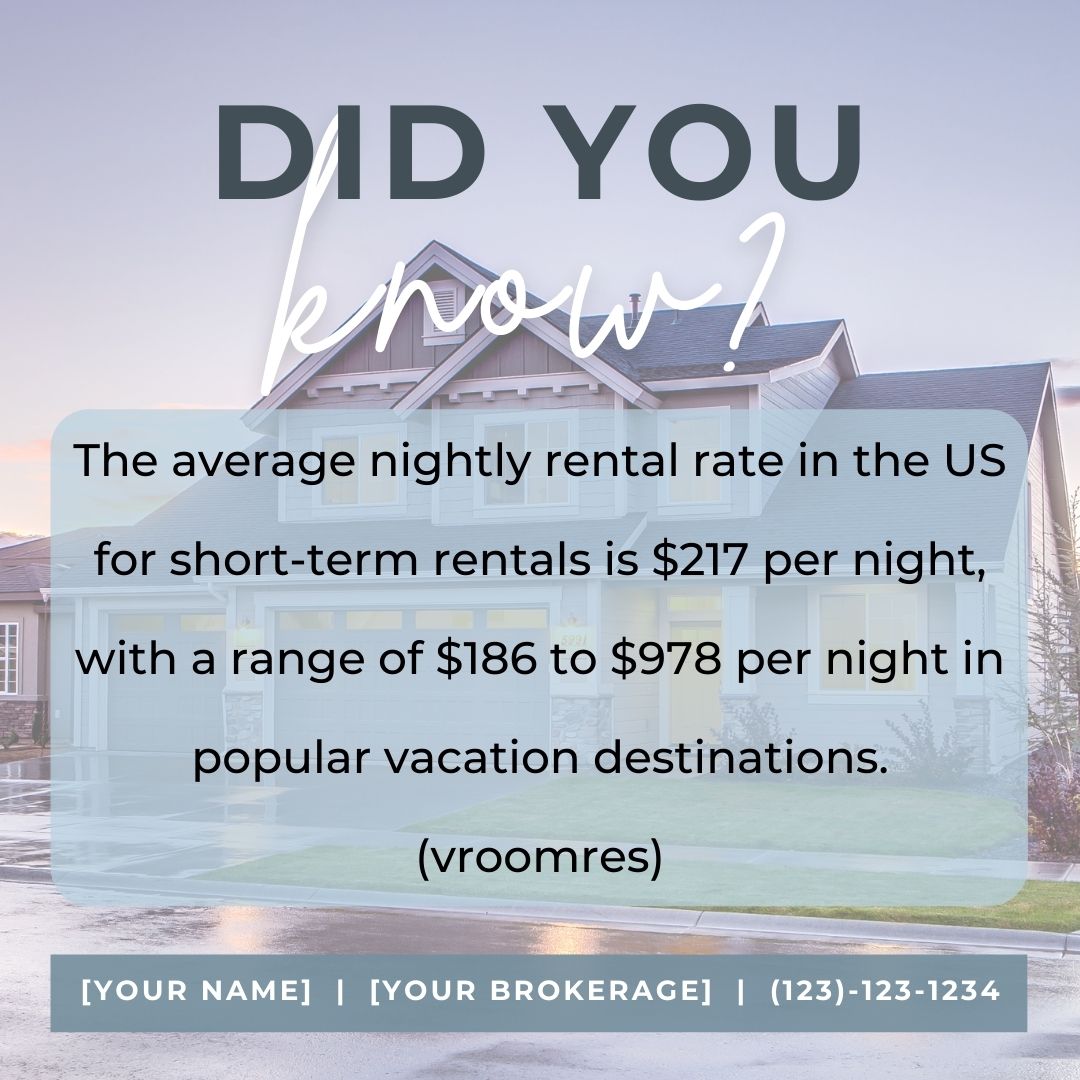 DID YOU
know?
The average nightly rental rate in the US
for short-term rentals is $217 per night,
with a range of $186 to $978 per night in
popular vacation destinations.
(vroomres)
[YOUR NAME] | [YOUR BROKERAGE] | (123)-123-1234